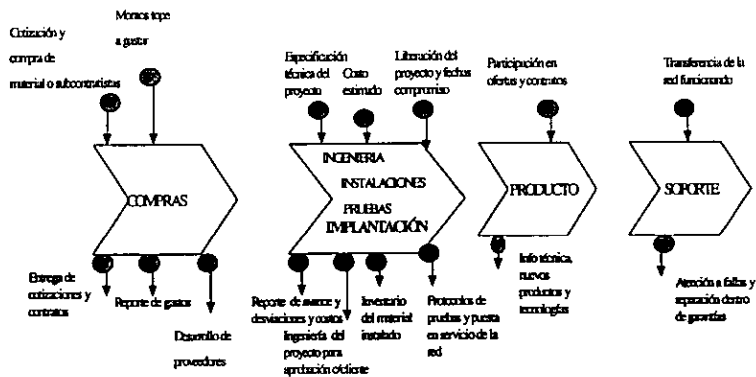 Montos tope
a gastar
Cotización y
compra de
material o subcontratistas
Especificación
técnica del
proyecto
Costo
estimado
Liberación del
proyecto y fechas
compromiso
Participación en
ofertas y contratos
Transferencia de la
red funcionando
COMPRAS
INGENIERIA
INSTALACIONES
PRUEBAS
IMPLANTACIÓN
PRODUCTO
SOPORTE
Entrega de
cotizaciones y
contratos
Reporte de gastos
Desarrollo de
proveedores
Reporte de avance y
desviaciones y costos
Ingeniería del
proyecto para
aprobación c/cliente
Inventario
del material
instalado
Protocolos de
pruebas y puesta
en servicio de la
red
Info técnica,
nuevos
productos y
tecnologías
Atención a fallas y
reparación dentro
de garantías